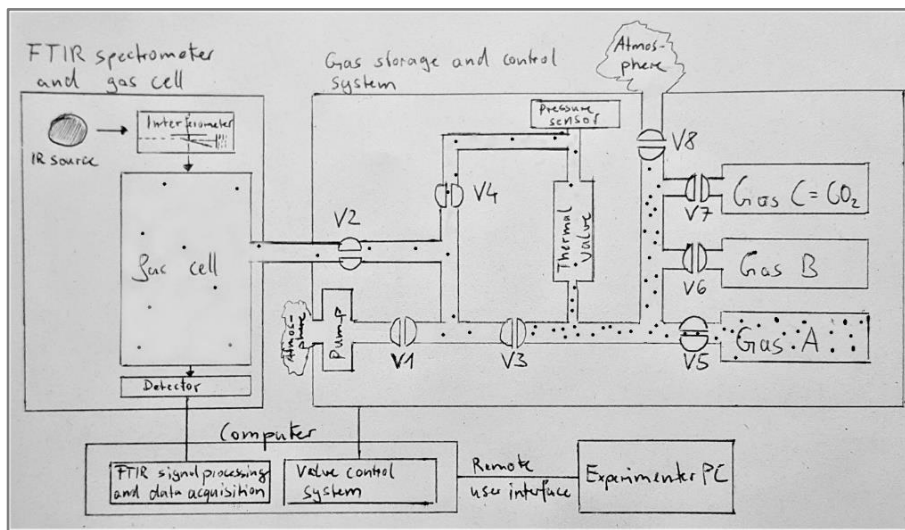 FTIR spectrometer
and gas cell
Gas storage and control
system
Atmos-
phere
Interferometer
IR source
Pressure
sensor
V8
V4
V2
Gas C = CO₂
V7
Thermal
Valve
gas cell
Gas B
V6
Atmos-
phere
Pump
Gas A
V1
V3
V5
Detector
Computer
FTIR signal processing
and data acquisition
Valve control
system
Remote
user interface
Experimenter PC